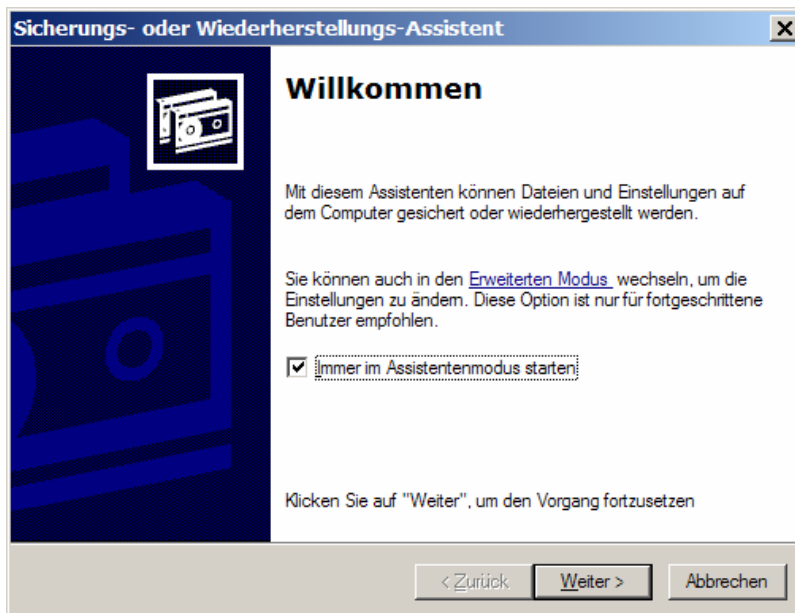 Sicherungs- oder Wiederherstellungs-Assistent
Willkommen
Mit diesem Assistenten können Dateien und Einstellungen auf
dem Computer gesichert oder wiederhergestellt werden.
Sie können auch in den Erweiterten Modus wechseln, um die
Einstellungen zu ändern. Diese Option ist nur für fortgeschrittene
Benutzer empfohlen.
Immer im Assistentenmodus starten
Klicken Sie auf "Weiter", um den Vorgang fortzusetzen
< Zurück Weiter > Abbrechen